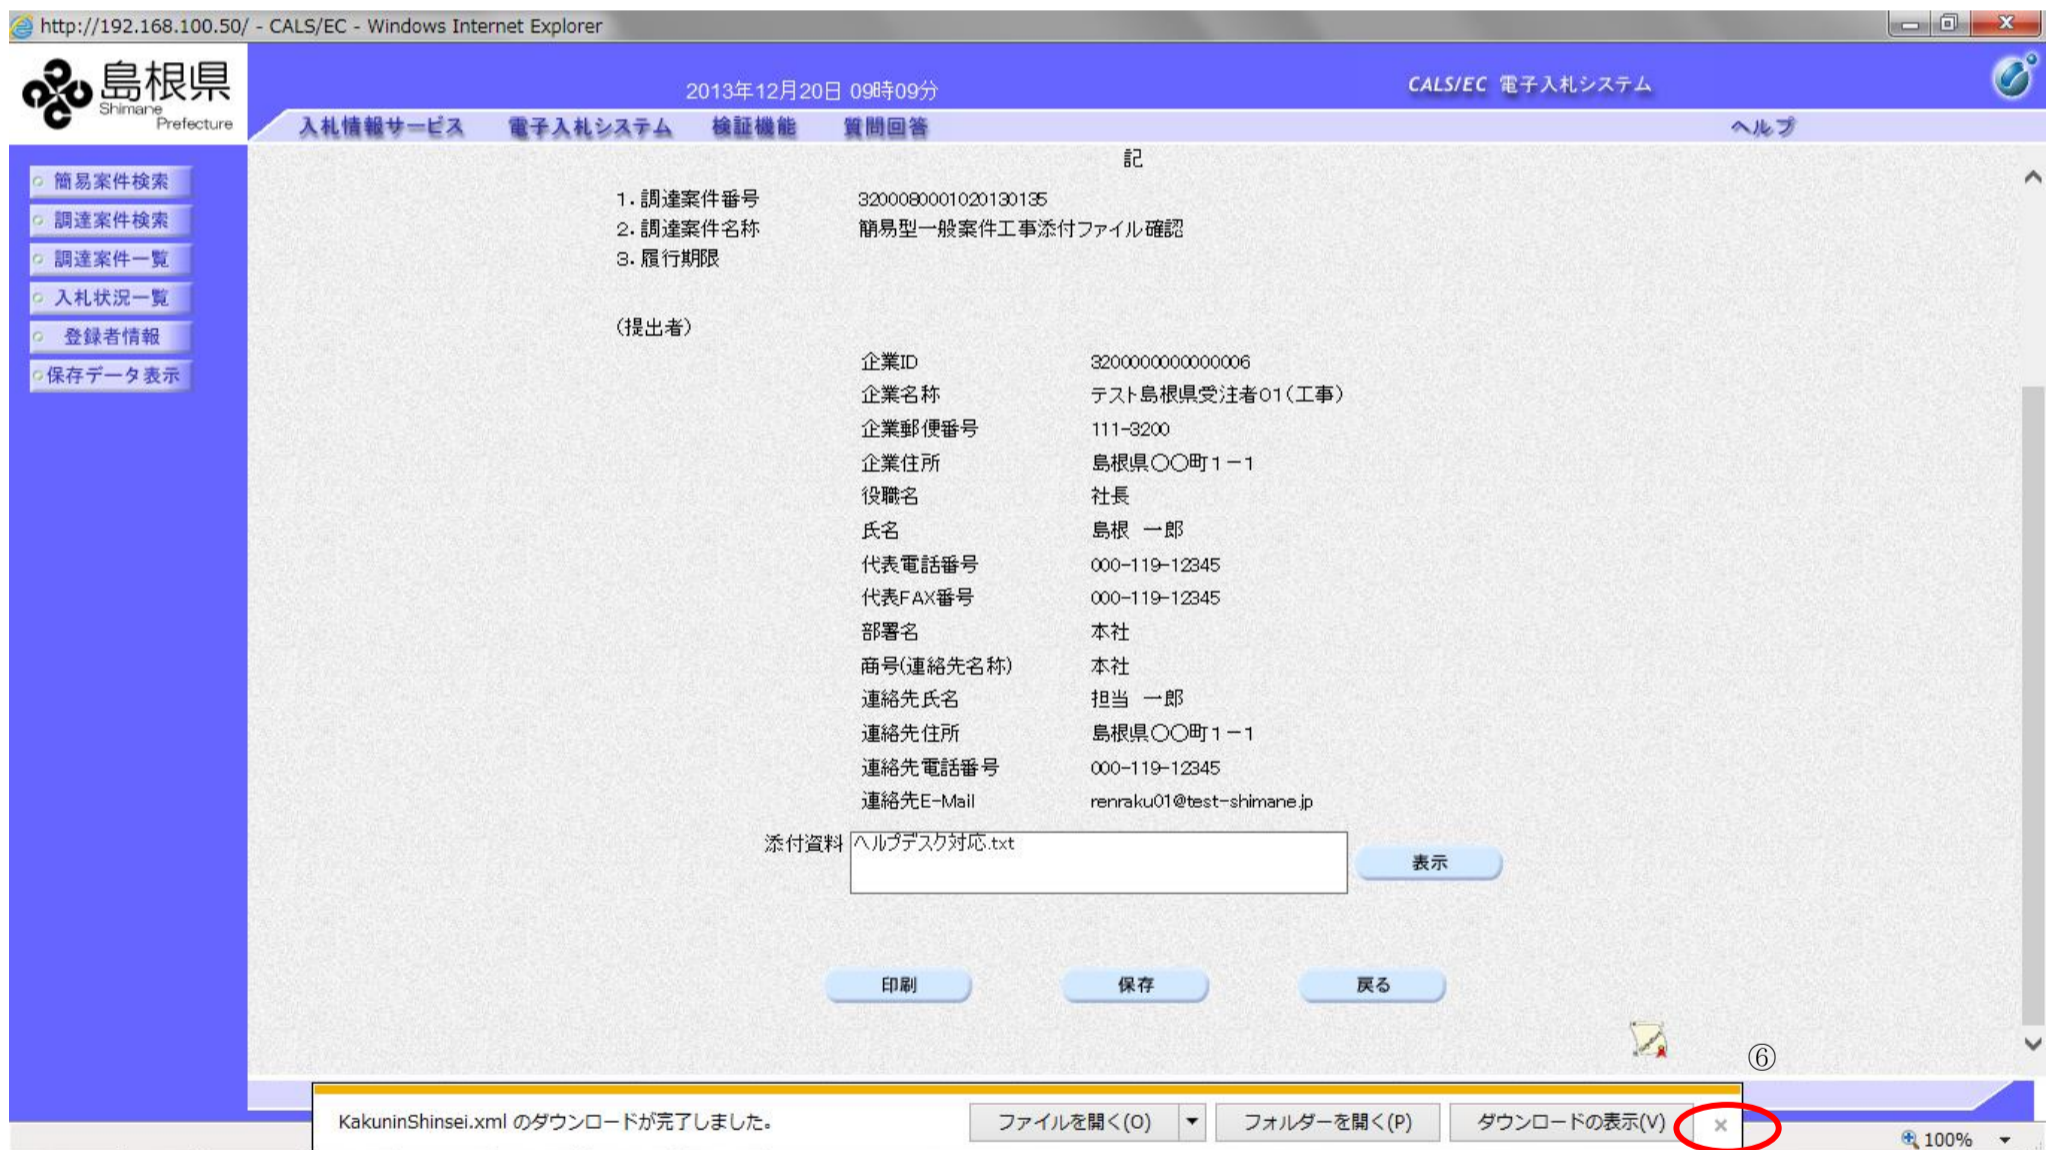 http://192.168.100.50/ - CALS/EC - Windows Internet Explorer
島根県
Shimane
Prefecture
2013年12月20日 09時09分
CALS/EC 電子入札システム
入札情報サービス 電子入札システム 検証機能 質問回答 ヘルプ
簡易案件検索
調達案件検索
調達案件一覧
入札状況一覧
登録者情報
保存データ表示
記
1.調達案件番号 3200080001020130135
2.調達案件名称 簡易型一般案件工事添付ファイル確認
3.履行期限
(提出者)
企業ID 3200000000000006
企業名称 テスト島根県受注者01(工事)
企業郵便番号 111-3200
企業住所 島根県〇〇町1-1
役職名 社長
氏名 島根 一郎
代表電話番号 000-119-12345
代表FAX番号 000-119-12345
部署名 本社
商号(連絡先名称) 本社
連絡先氏名 担当 一郎
連絡先住所 島根県〇〇町1-1
連絡先電話番号 000-119-12345
連絡先E-Mail renraku01@test-shimane.jp
添付資料 ヘルプデスク対応.txt 表示
印刷 保存 戻る
⑥
KakuninShinsei.xml のダウンロードが完了しました。 ファイルを開く(O) フォルダーを開く(P) ダウンロードの表示(V) ×
100%